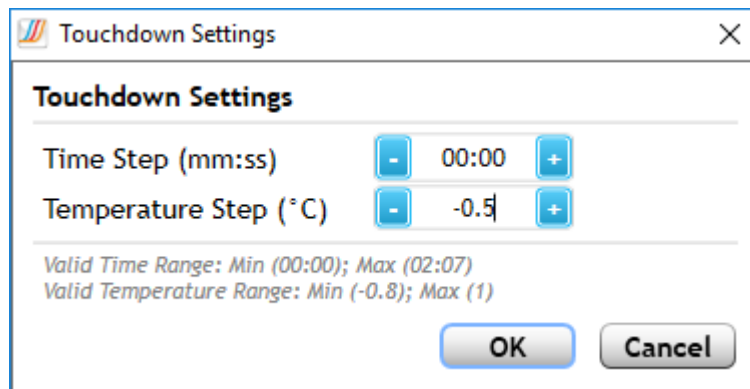 Touchdown Settings
Touchdown Settings
Time Step (mm:ss) - 00:00 +
Temperature Step (°C) - -0.5 +
Valid Time Range: Min (00:00); Max (02:07)
Valid Temperature Range: Min (-0.8); Max (1)
OK Cancel